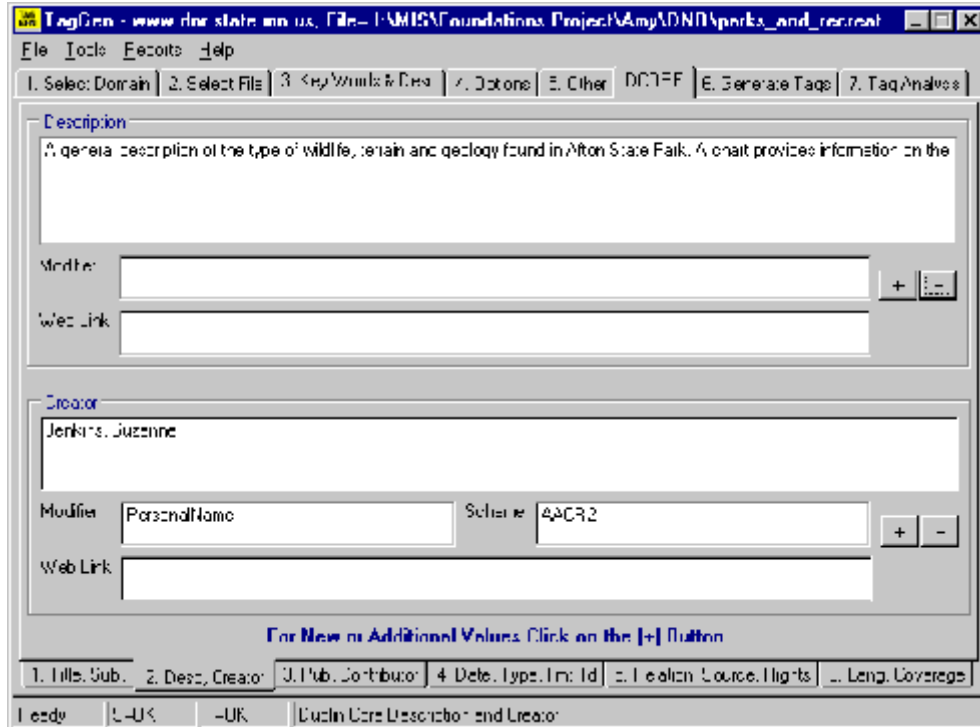 TagGen - www dnr state mn us, File= I:\MIS\Foundations Project\Amy\DNR\parks_and_recreat
File Tools Reports Help
1. Select Domain 2. Select File 3. Key Words & Desc 4. Options 5. Other 6. Generate Tags 7. Tag Analysis
Description
A general description of the type of wildlife, terrain and geology found in Afton State Park. A chart provides information on the
Modifier
+ -
Web Link
Creator
Jenkins, Suzanne
Modifier PersonalName Scheme AACR2
+ -
Web Link
For New or Additional Values Click on the [+] Button
1. Title, Sub. 2. Desc, Creator 3. Pub, Contributor 4. Date, Type, Fmt Id 5. Relation, Source, Rights 6. Lang, Coverage
Ready Dublin Core Description and Creator